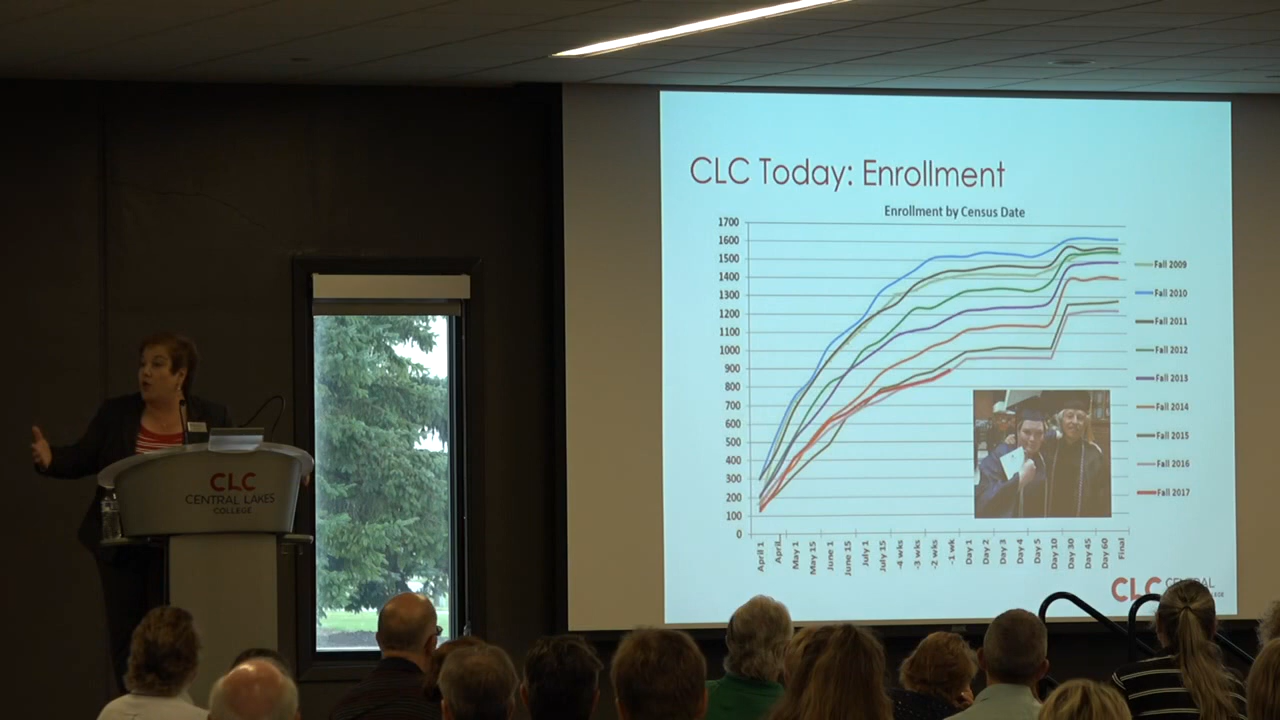 CLC Today: Enrollment
Enrollment by Census Date
1700
1600
1500
1400
1300
1200
1100
1000
900
800
700
600
500
400
300
200
100
0
April 1
April...
May 1
May 15
June 1
June 15
July 1
July 15
-4 wks
-3 wks
-2 wks
-1 wk
Day 1
Day 2
Day 3
Day 4
Day 5
Day 10
Day 30
Day 45
Day 60
Final
Fall 2009
Fall 2010
Fall 2011
Fall 2012
Fall 2013
Fall 2014
Fall 2015
Fall 2016
Fall 2017
CLC
CENTRAL
CLC
CENTRAL LAKES
COLLEGE